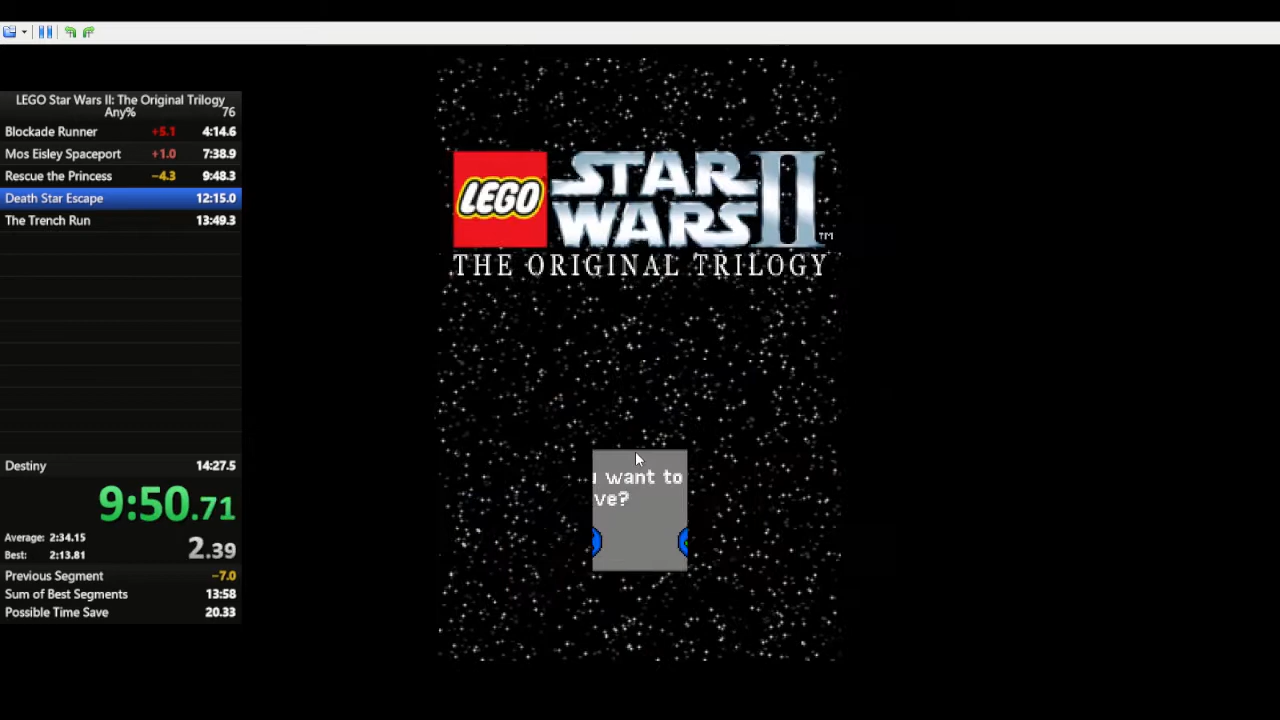 LEGO Star Wars II: The Original Trilogy
Any% 76
Blockade Runner +5.1 4:14.6
Mos Eisley Spaceport +1.0 7:38.9
Rescue the Princess −4.3 9:48.3
Death Star Escape 12:15.0
The Trench Run 13:49.3
Destiny 14:27.5
9:50.71
Average: 2:34.15
Best: 2:13.81
2.39
Previous Segment −7.0
Sum of Best Segments 13:58
Possible Time Save 20.33
LEGO
STAR WARS II™
THE ORIGINAL TRILOGY
want to
ve?